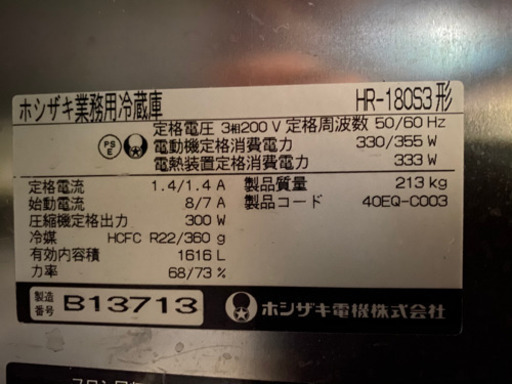 ホシザキ業務用冷蔵庫 HR-180S3形
定格電圧 3相200V 定格周波数 50/60 Hz
PS E 電動機定格消費電力 330/355 W
電熱装置定格消費電力 333 W
定格電流 1.4/1.4 A 製品質量 213 kg
始動電流 8/7 A 製品コード 40EQ-C003
圧縮機定格出力 300 W
冷媒 HCFC R22/360 g
有効内容積 1616 L
力率 68/73 %
製造番号 B13713 ホシザキ電機株式会社